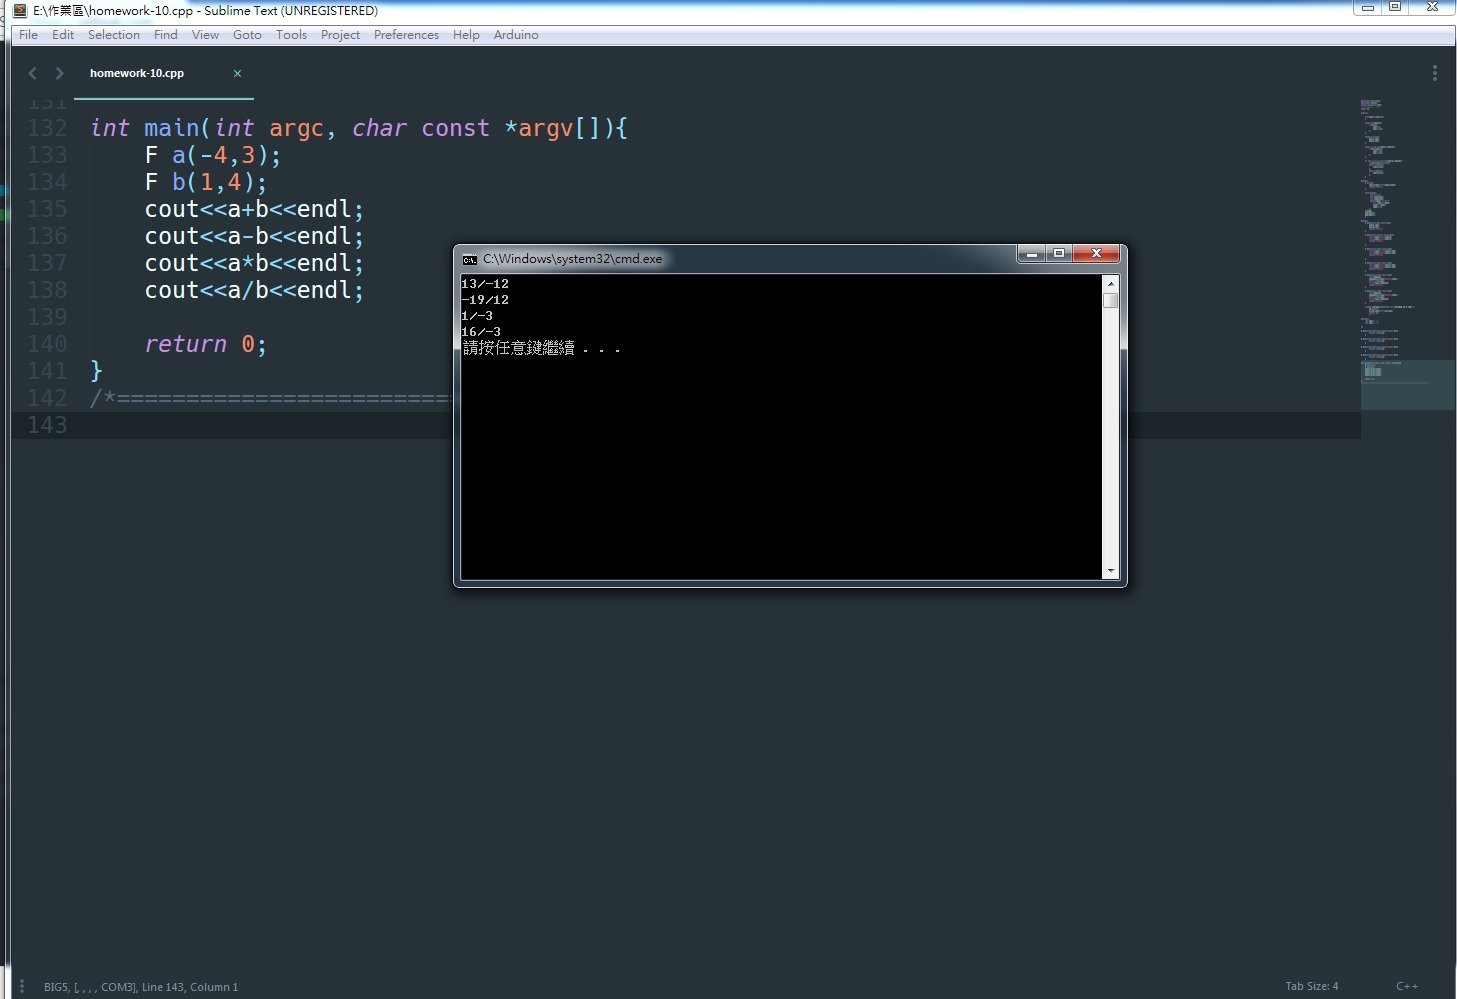 E:\作業區\homework-10.cpp - Sublime Text (UNREGISTERED)
File Edit Selection Find View Goto Tools Project Preferences Help Arduino
homework-10.cpp
131
132 int main(int argc, char const *argv[]){
133 F a(-4,3);
134 F b(1,4);
135 cout<<a+b<<endl;
136 cout<<a-b<<endl;
137 cout<<a*b<<endl;
138 cout<<a/b<<endl;
139
140 return 0;
141 }
142 /*=========================
143
C:\Windows\system32\cmd.exe
13/-12
-19/12
1/-3
16/-3
請按任意鍵繼續 . . .
BIG5, [, , , , COM3], Line 143, Column 1
Tab Size: 4
C++